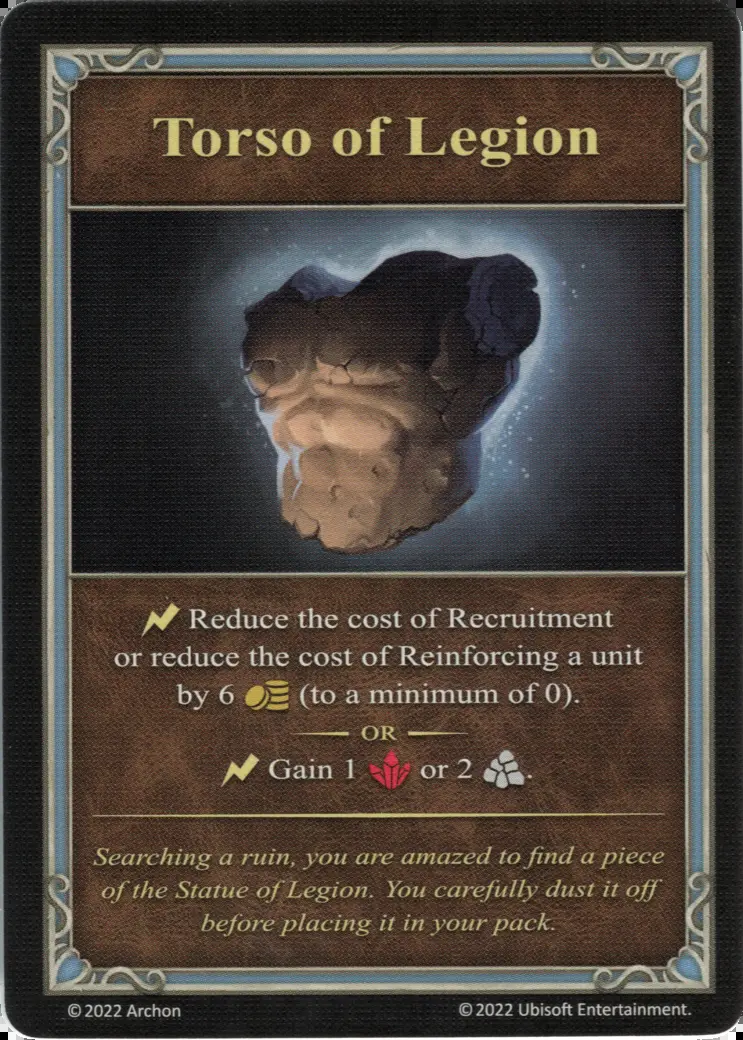 Torso of Legion
Reduce the cost of Recruitment
or reduce the cost of Reinforcing a unit
by 6 (to a minimum of 0).
OR
Gain 1 or 2 .
Searching a ruin, you are amazed to find a piece
of the Statue of Legion. You carefully dust it off
before placing it in your pack.
©2022 Archon
©2022 Ubisoft Entertainment.